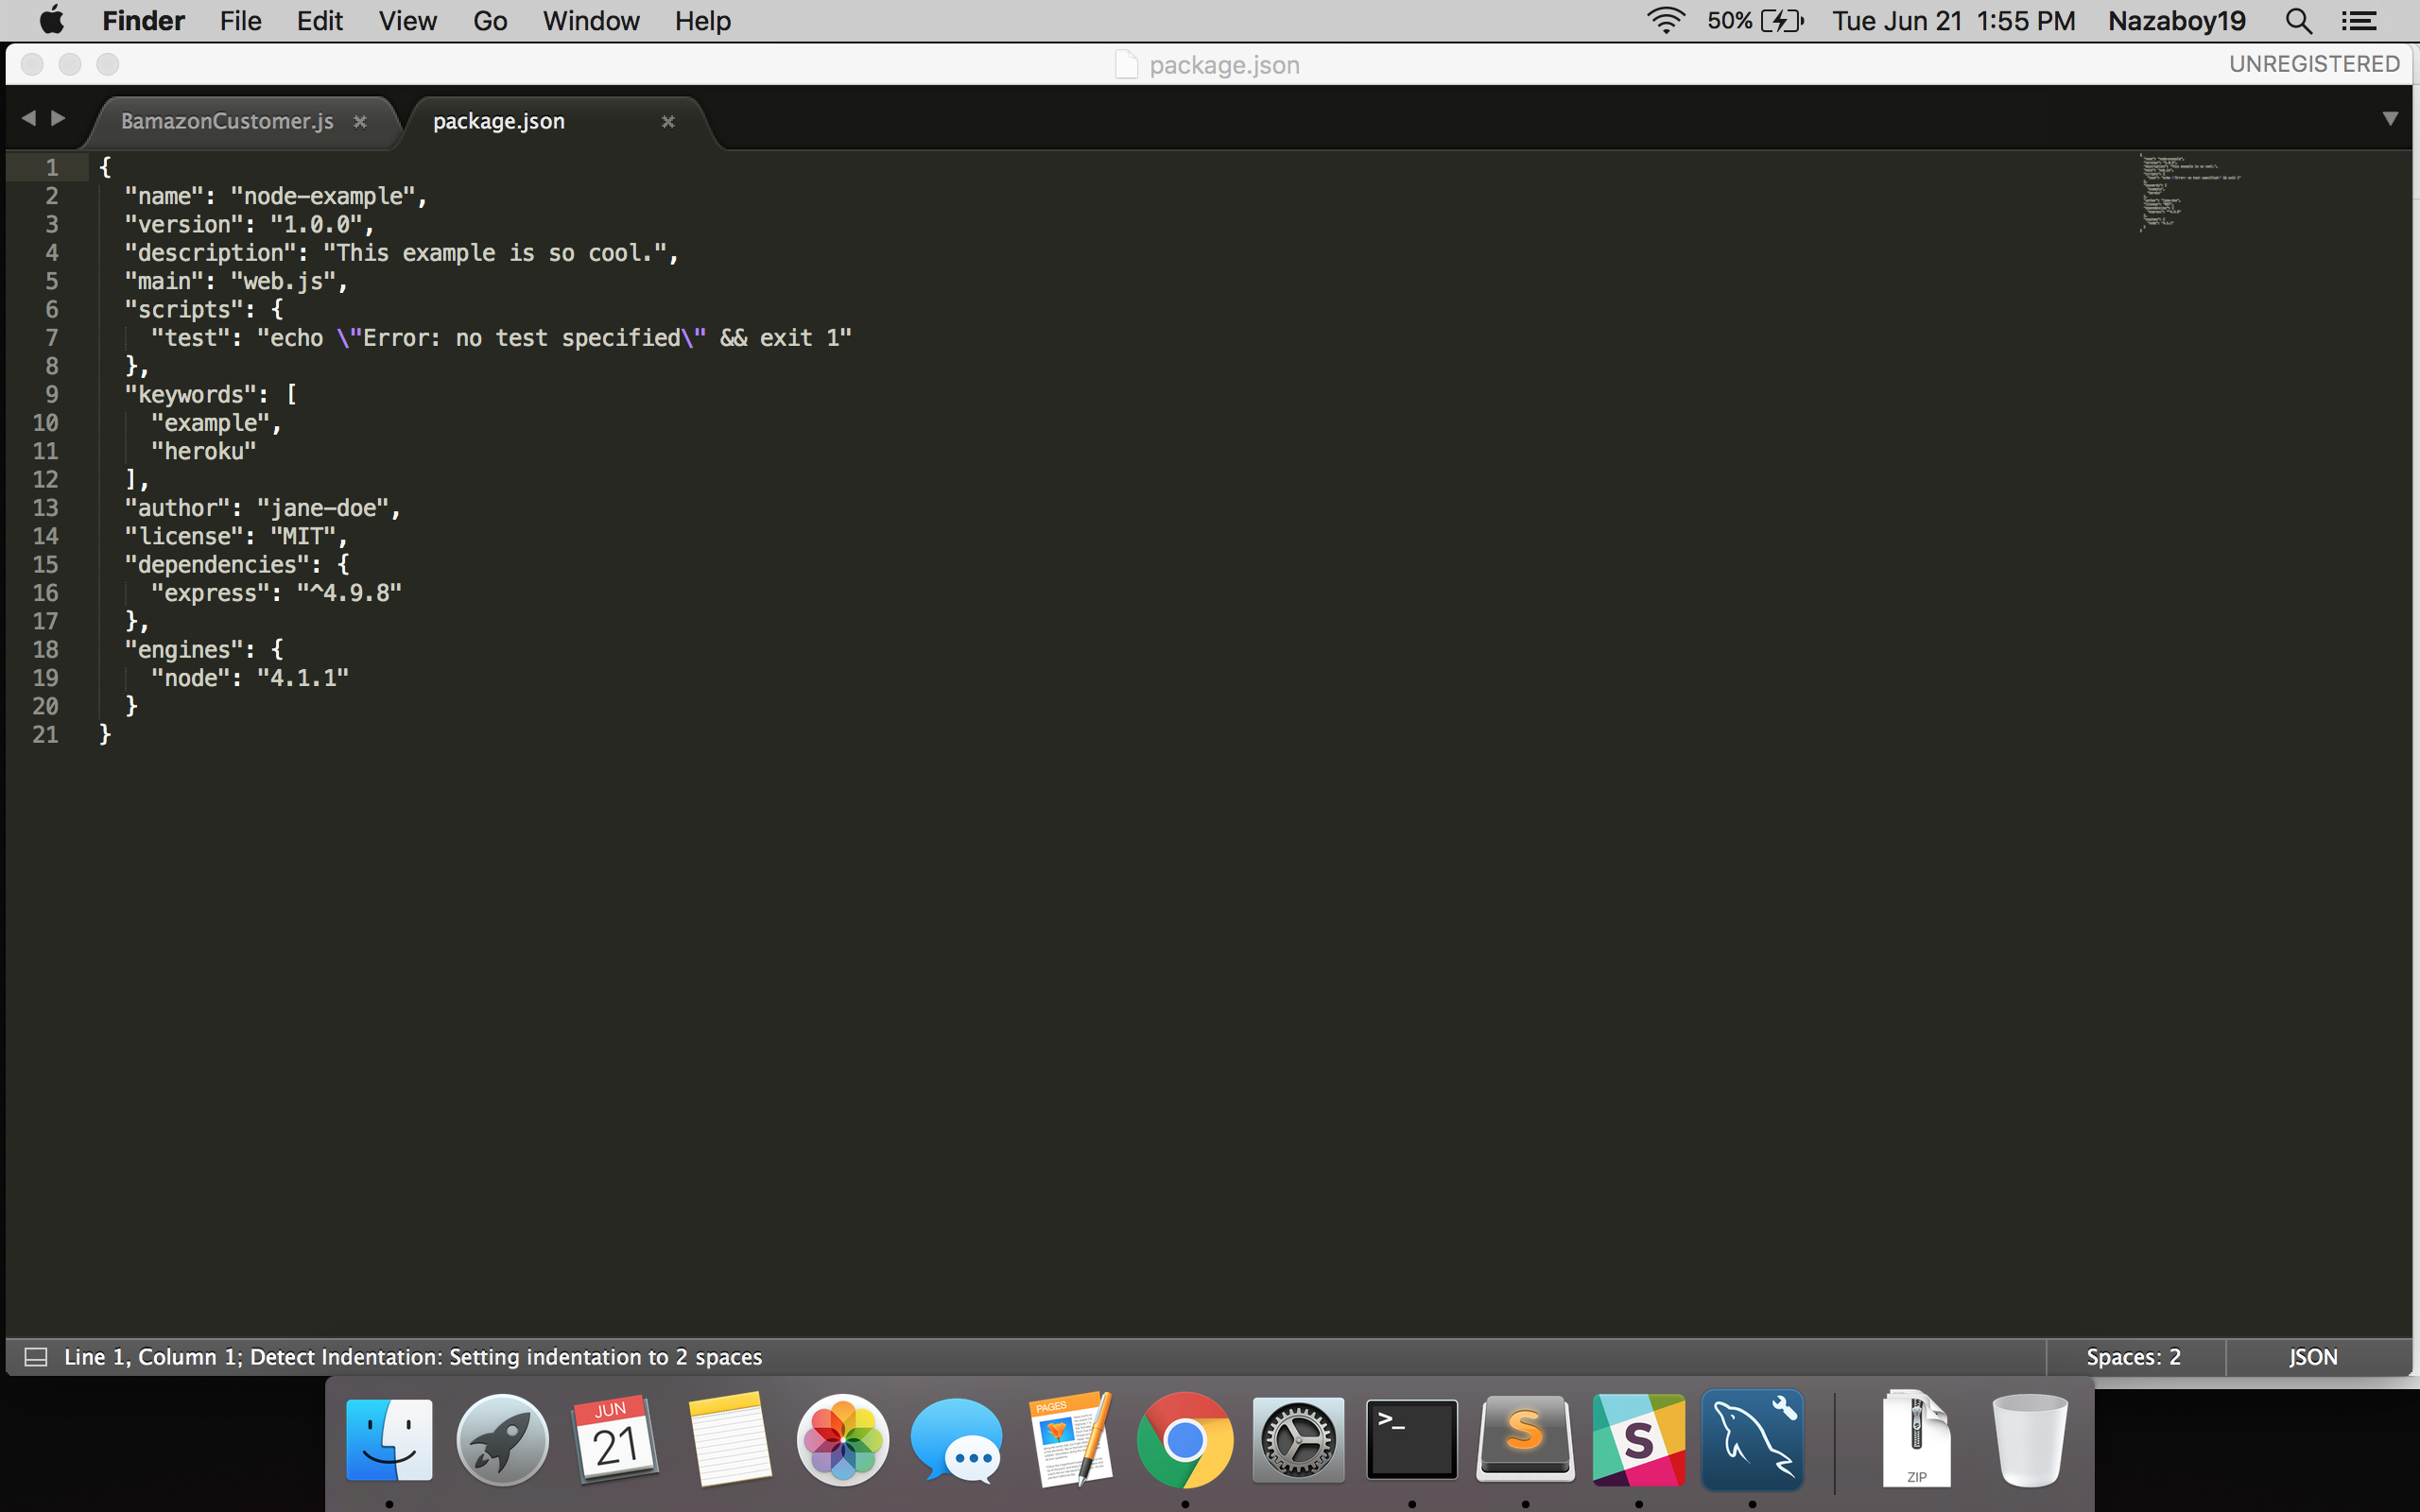 Finder File Edit View Go Window Help 50% Tue Jun 21 1:55 PM Nazaboy19
package.json UNREGISTERED
BamazonCustomer.js package.json
1 {
2 "name": "node-example",
3 "version": "1.0.0",
4 "description": "This example is so cool.",
5 "main": "web.js",
6 "scripts": {
7 "test": "echo \"Error: no test specified\" && exit 1"
8 },
9 "keywords": [
10 "example",
11 "heroku"
12 ],
13 "author": "jane-doe",
14 "license": "MIT",
15 "dependencies": {
16 "express": "^4.9.8"
17 },
18 "engines": {
19 "node": "4.1.1"
20 }
21 }
Line 1, Column 1; Detect Indentation: Setting indentation to 2 spaces Spaces: 2 JSON
JUN
21
PAGES
>_
S
S
ZIP